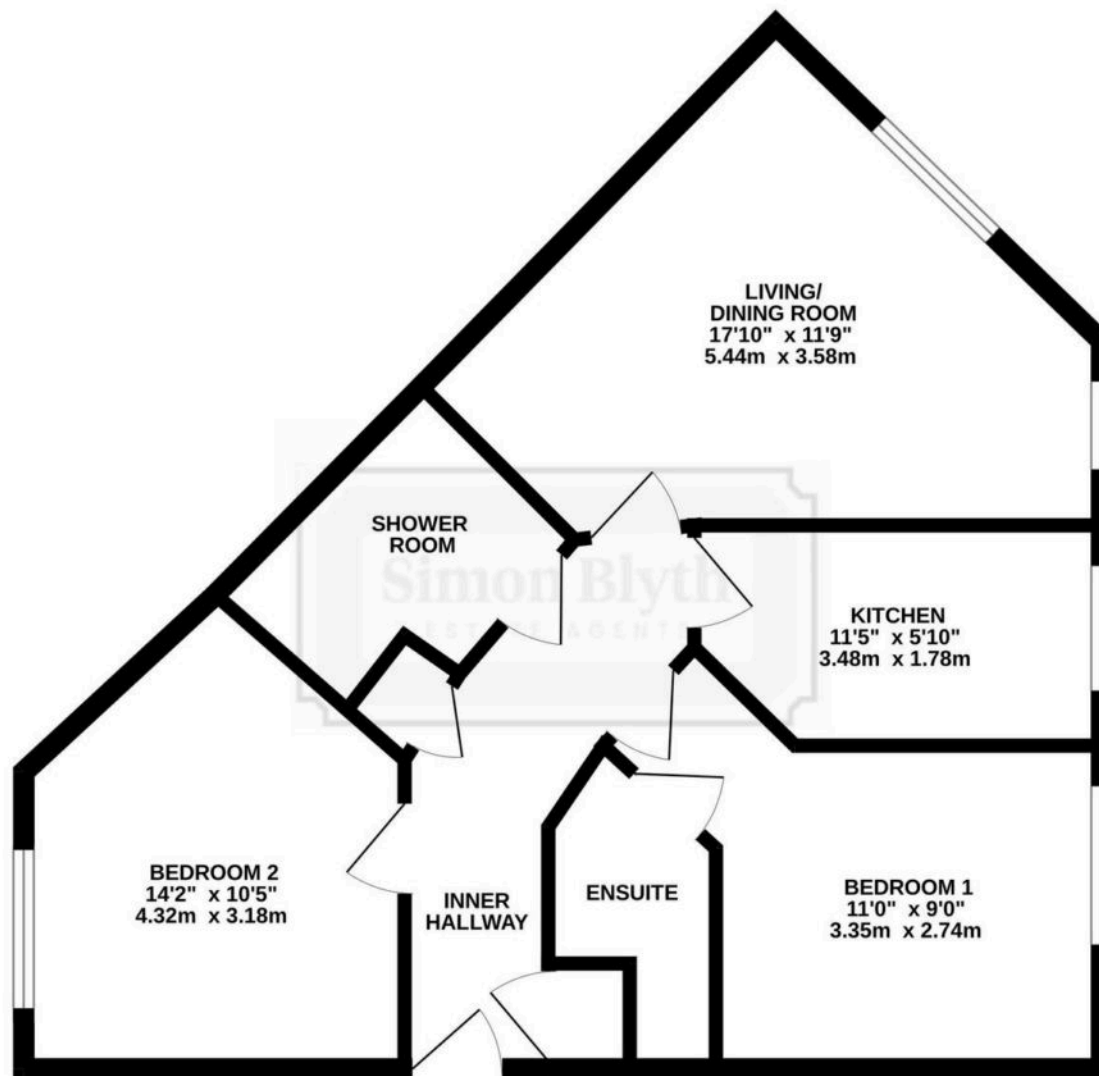 LIVING/
DINING ROOM
17'10" x 11'9"
5.44m x 3.58m
SHOWER
ROOM
Simon Blyth
ESTATE AGENTS
KITCHEN
11'5" x 5'10"
3.48m x 1.78m
BEDROOM 2
14'2" x 10'5"
4.32m x 3.18m
INNER
HALLWAY
ENSUITE
BEDROOM 1
11'0" x 9'0"
3.35m x 2.74m